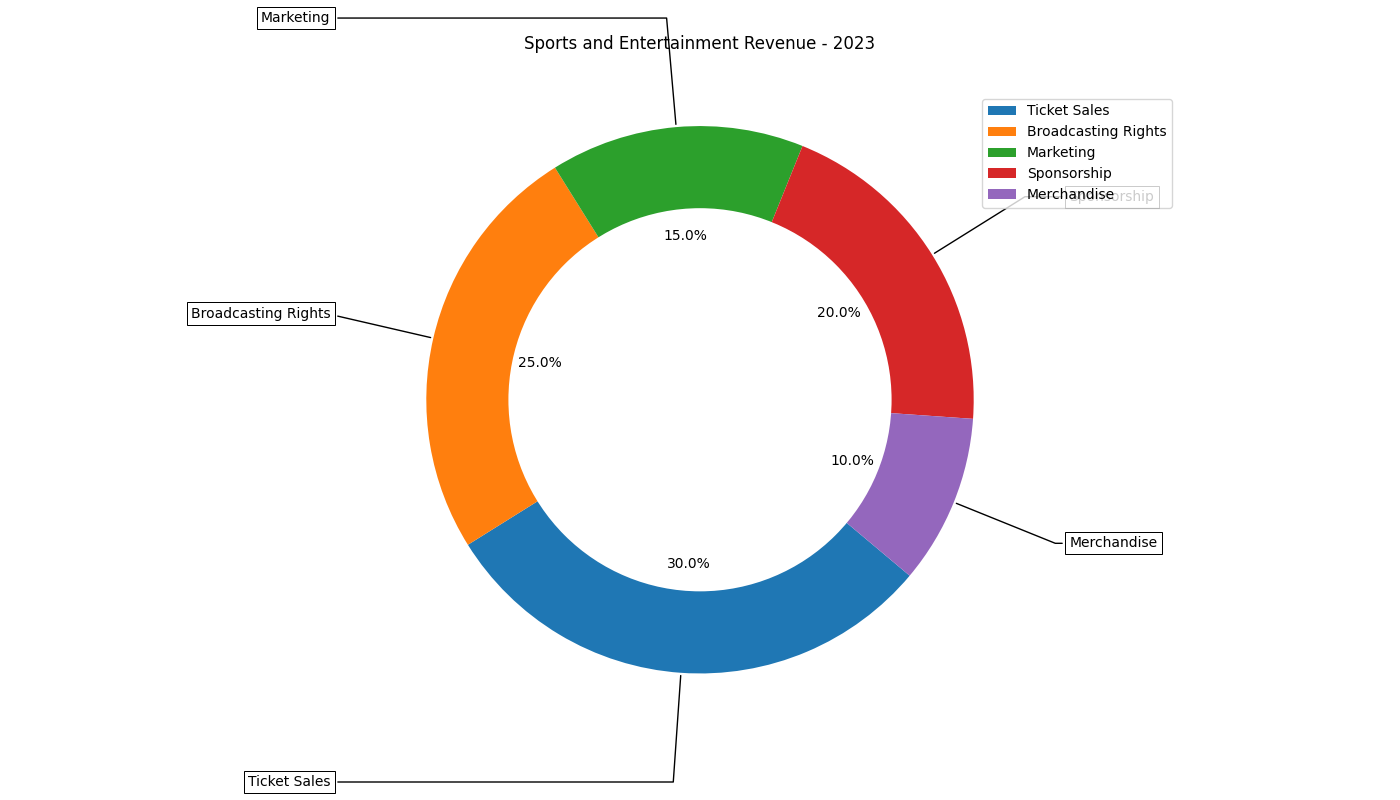 Marketing
Sports and Entertainment Revenue - 2023
Ticket Sales
Broadcasting Rights
Marketing
Sponsorship
Merchandise
Sponsorship
15.0%
20.0%
Broadcasting Rights
25.0%
10.0%
Merchandise
30.0%
Ticket Sales